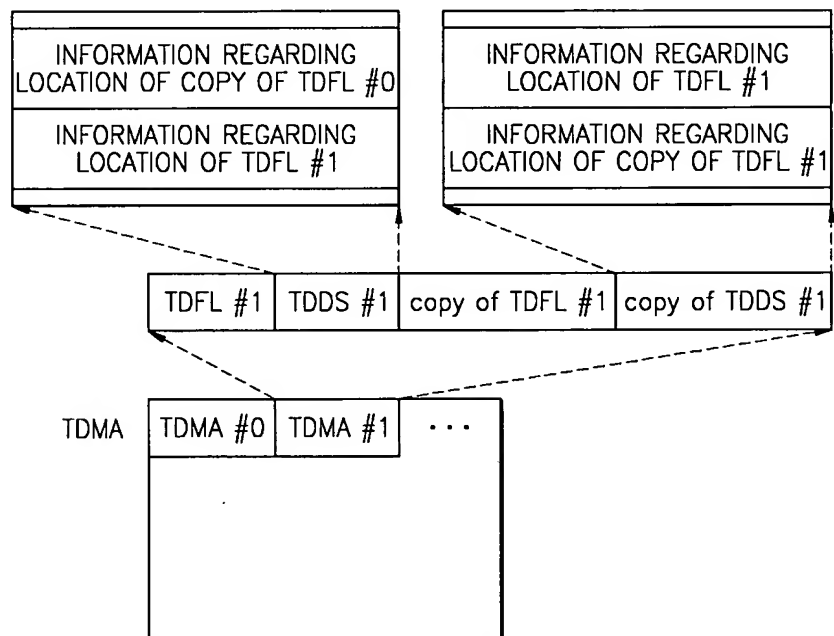 INFORMATION REGARDING
LOCATION OF COPY OF TDFL #0
INFORMATION REGARDING
LOCATION OF TDFL #1
INFORMATION REGARDING
LOCATION OF TDFL #1
INFORMATION REGARDING
LOCATION OF COPY OF TDFL #1
TDFL #1 TDDS #1 copy of TDFL #1 copy of TDDS #1
TDMA TDMA #0 TDMA #1 ...